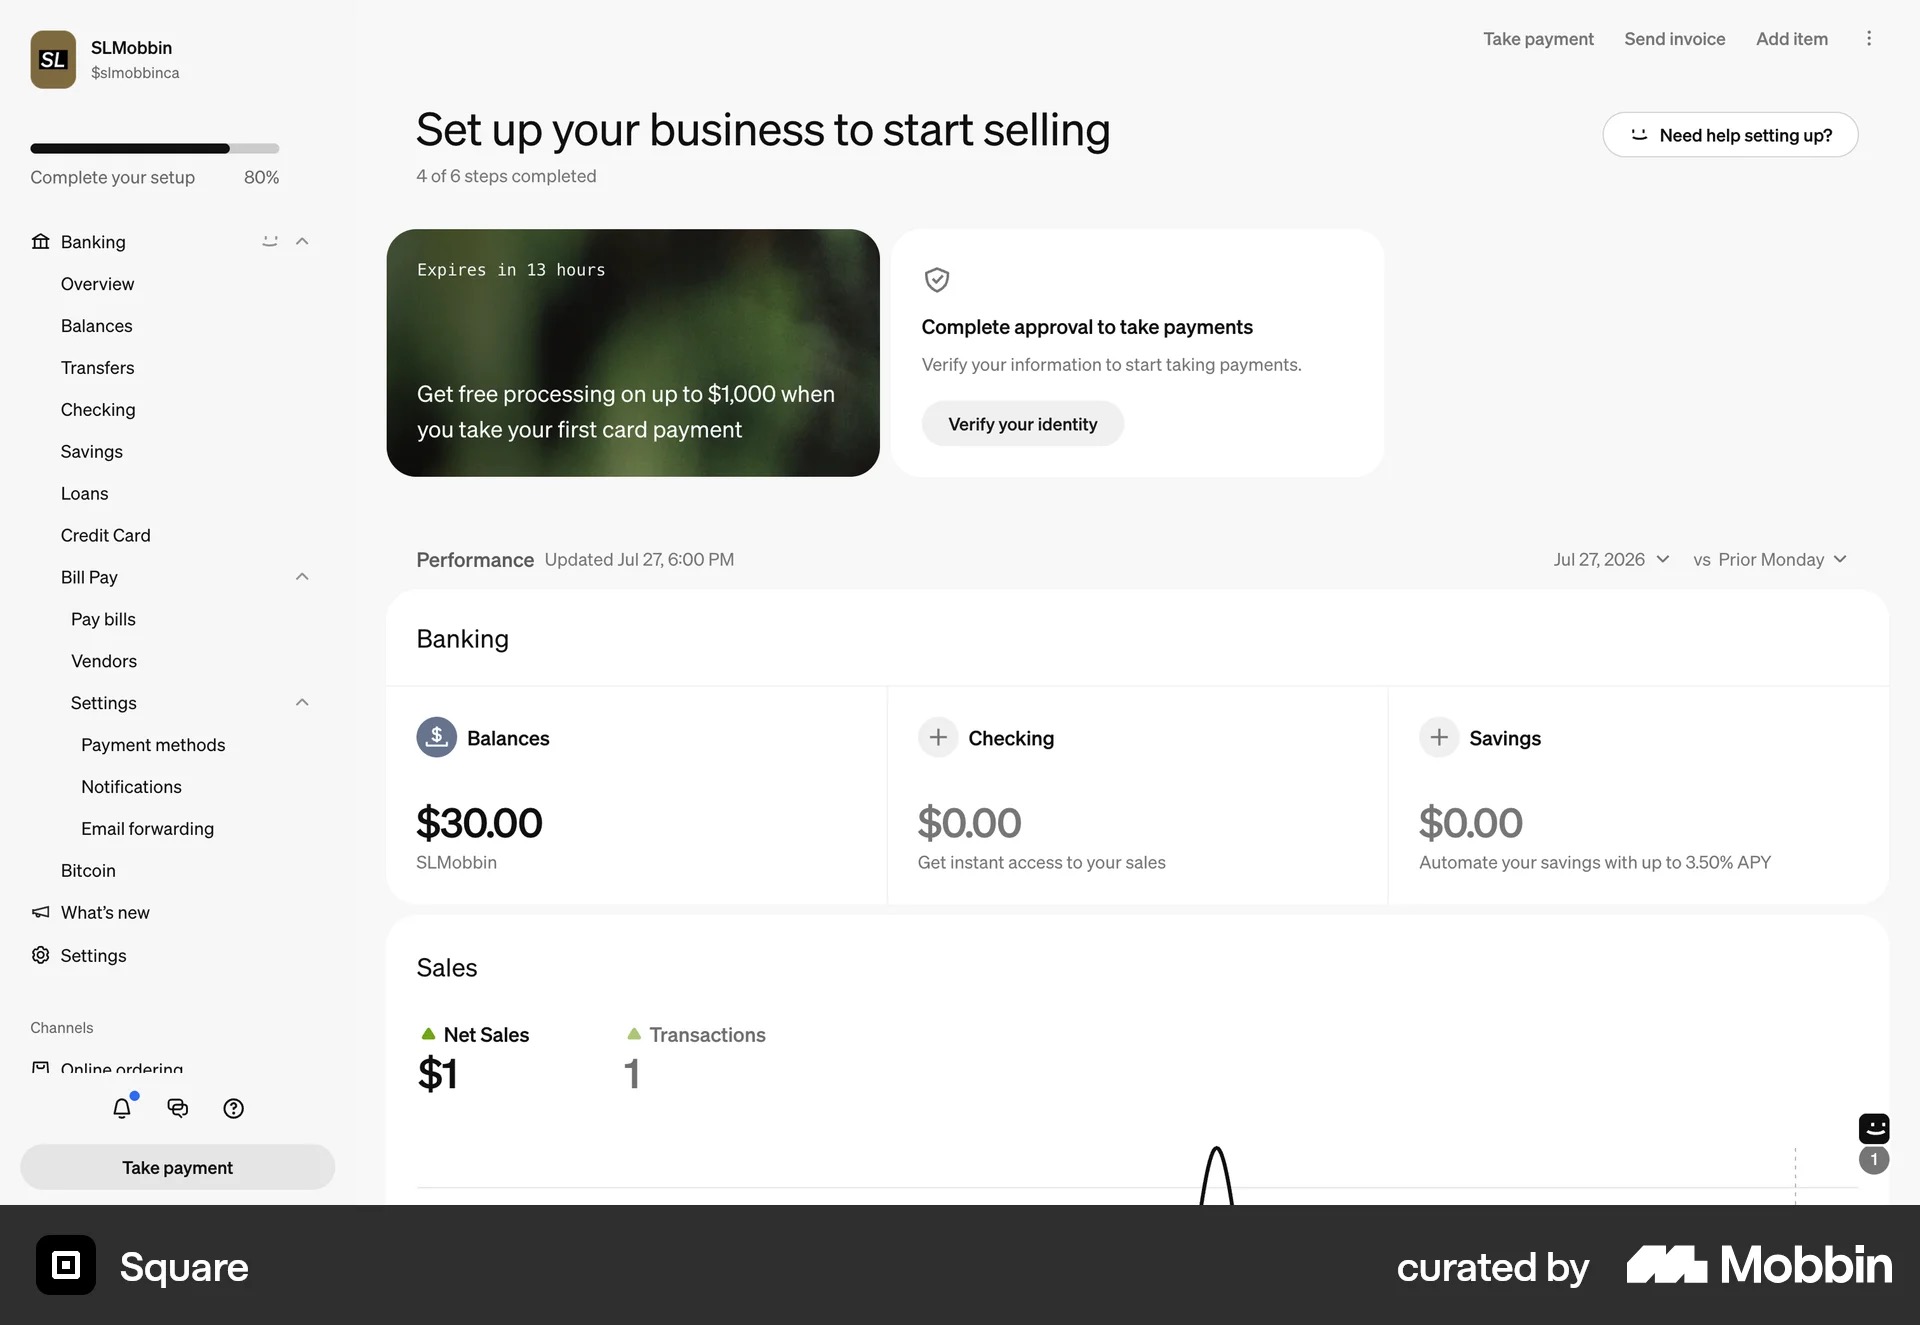 SL
SLMobbin
$slmobbinca
Complete your setup 80%
Banking
Overview
Balances
Transfers
Checking
Savings
Loans
Credit Card
Bill Pay
Pay bills
Vendors
Settings
Payment methods
Notifications
Email forwarding
Bitcoin
What's new
Settings
Channels
Online ordering
Take payment
Take payment Send invoice Add item
Set up your business to start selling
4 of 6 steps completed
Need help setting up?
Expires in 13 hours
Get free processing on up to $1,000 when
you take your first card payment
Complete approval to take payments
Verify your information to start taking payments.
Verify your identity
Performance Updated Jul 27, 6:00 PM
Jul 27, 2026 vs Prior Monday
Banking
$ Balances
$30.00
SLMobbin
Checking
$0.00
Get instant access to your sales
Savings
$0.00
Automate your savings with up to 3.50% APY
Sales
Net Sales
$1
Transactions
1
1
Square
curated by Mobbin